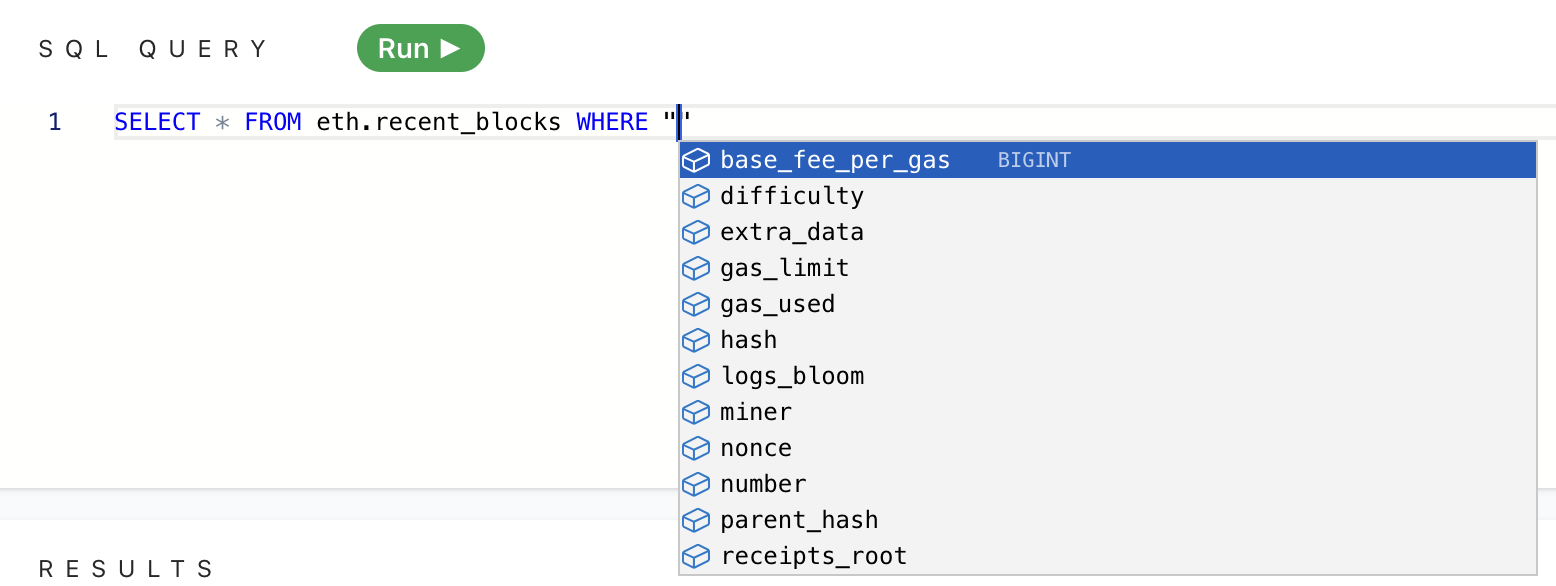 SQL QUERY Run ▶
1 SELECT * FROM eth.recent_blocks WHERE ""
base_fee_per_gas BIGINT
difficulty
extra_data
gas_limit
gas_used
hash
logs_bloom
miner
nonce
number
parent_hash
receipts_root
RESULTS